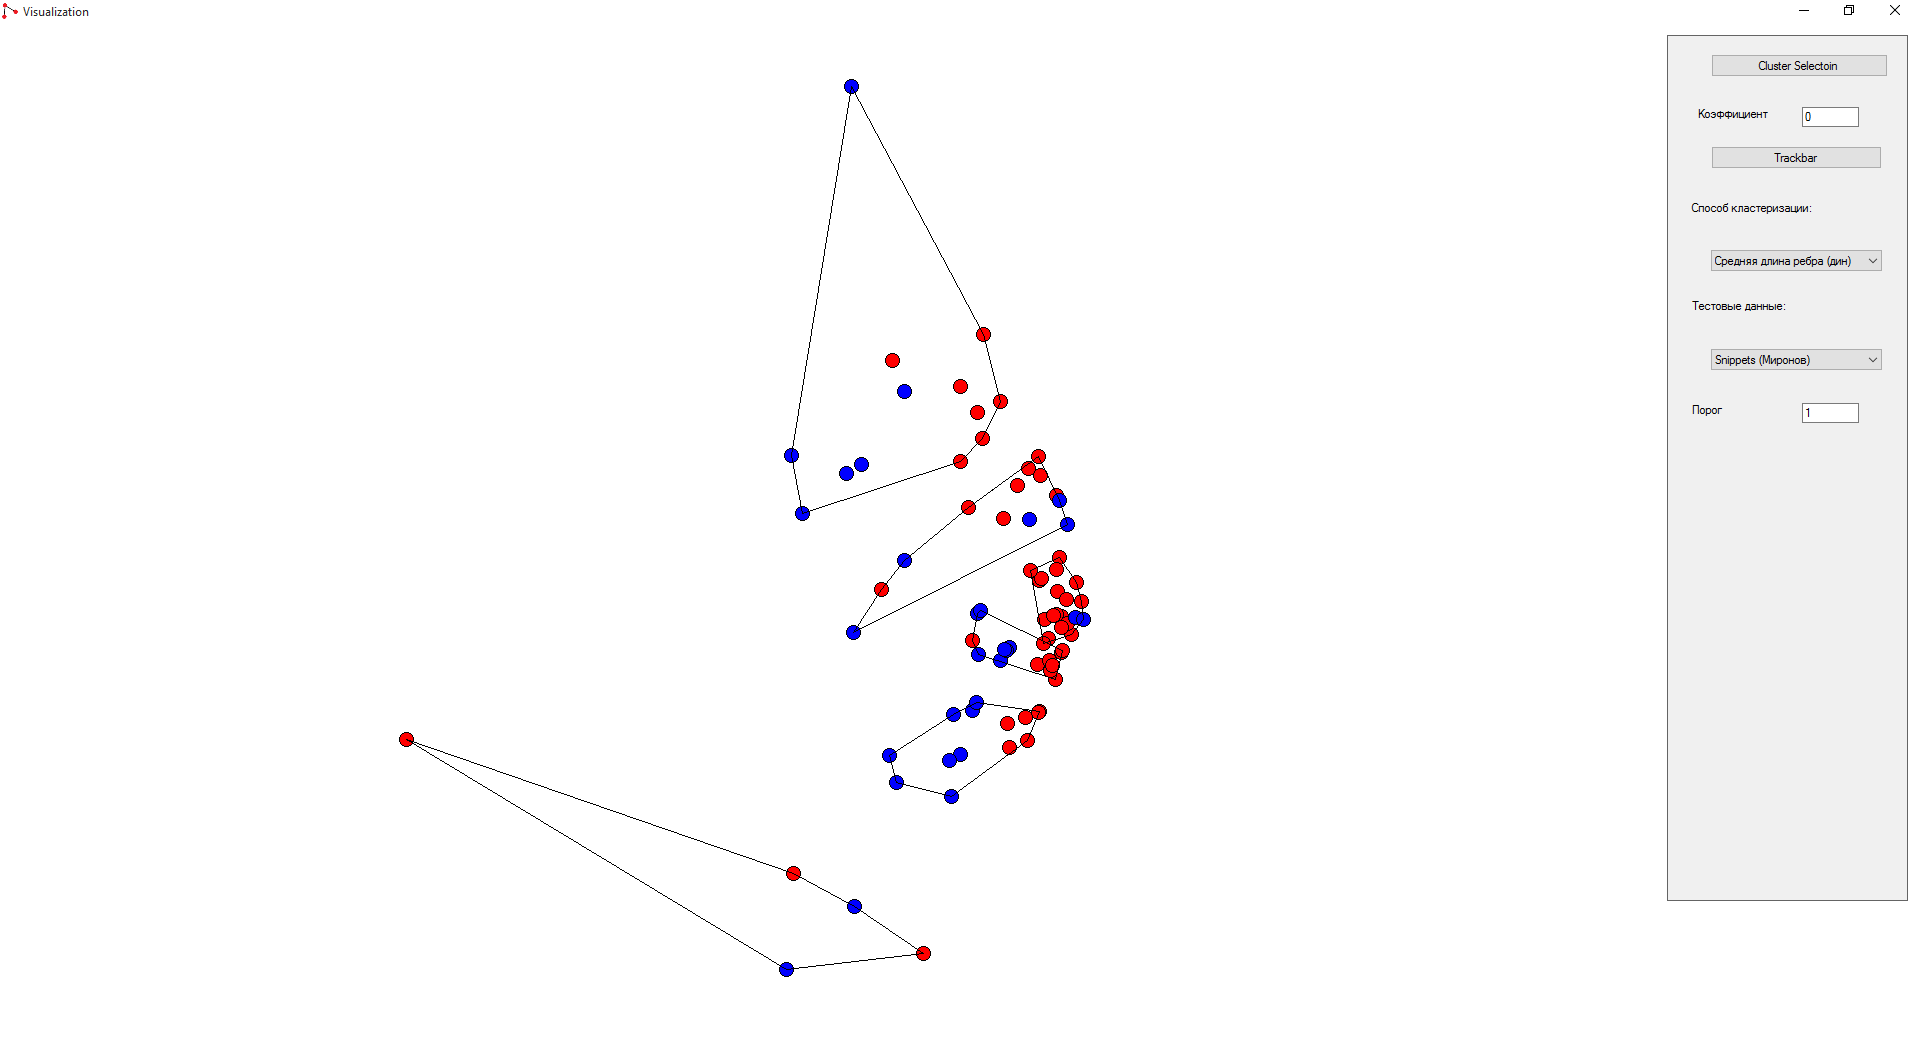 Visualization
Cluster Selectoin
Коэффициент
0
Trackbar
Способ кластеризации:
Средняя длина ребра (дин)
Тестовые данные:
Snippets (Миронов)
Порог
1